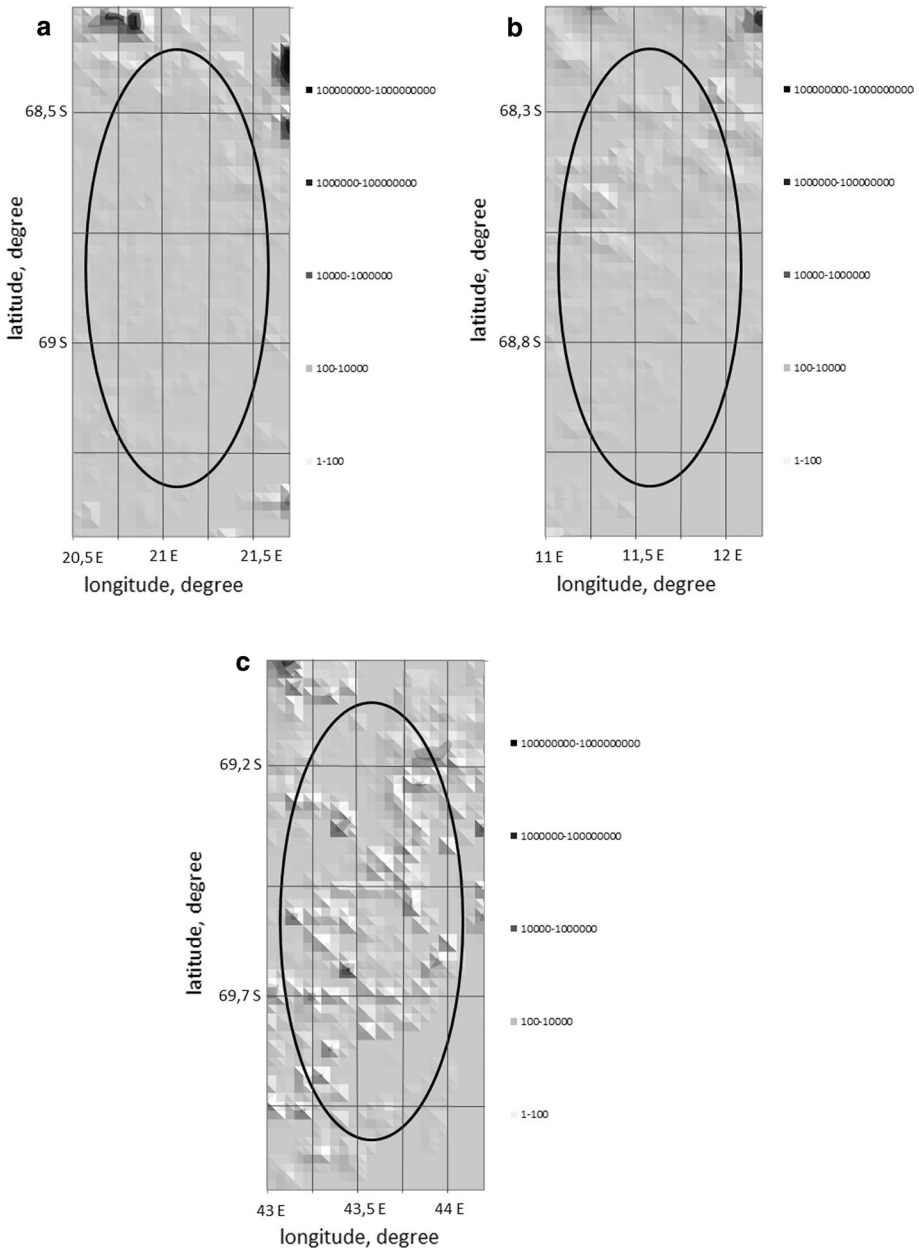 a
68,5 S
69 S
latitude, degree
20,5 E 21 E 21,5 E
longitude, degree
100000000-1000000000
1000000-100000000
10000-1000000
100-10000
1-100
b
68,3 S
68,8 S
latitude, degree
11 E 11,5 E 12 E
longitude, degree
100000000-1000000000
1000000-100000000
10000-1000000
100-10000
1-100
c
69,2 S
69,7 S
latitude, degree
43 E 43,5 E 44 E
longitude, degree
100000000-1000000000
1000000-100000000
10000-1000000
100-10000
1-100